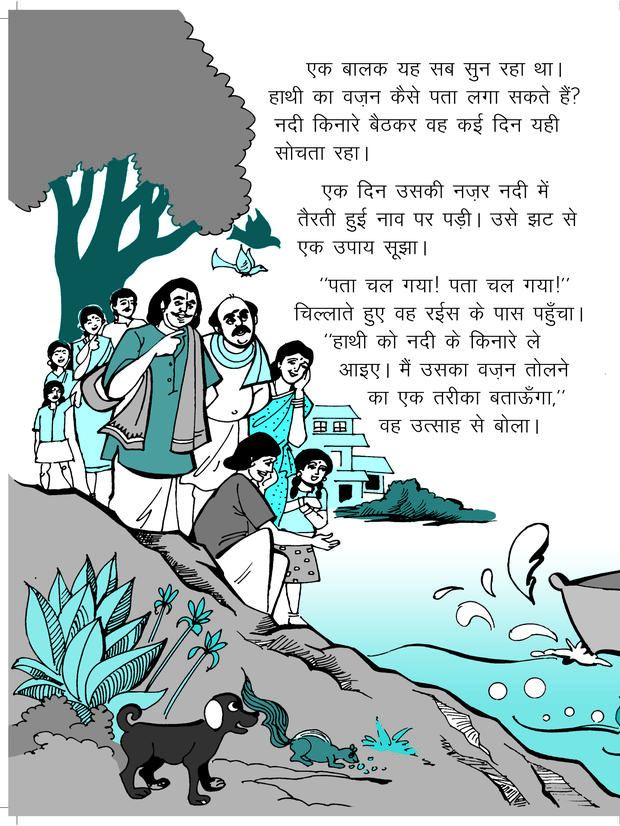 एक बालक यह सब सुन रहा था।
हाथी का वज़न कैसे पता लगा सकते हैं?
नदी किनारे बैठकर वह कई दिन यही
सोचता रहा।
एक दिन उसकी नज़र नदी में
तैरती हुई नाव पर पड़ी। उसे झट से
एक उपाय सूझा।
“पता चल गया! पता चल गया!”
चिल्लाते हुए वह रईस के पास पहुँचा।
“हाथी को नदी के किनारे ले
आइए। मैं उसका वज़न तोलने
का एक तरीका बताऊँगा,”
वह उत्साह से बोला।